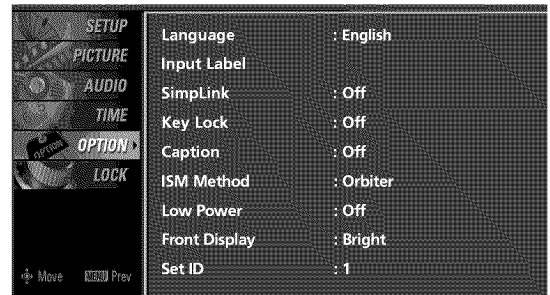 SETUP
PICTURE
AUDIO
TIME
OPTION
OPTION
LOCK
Move MENU Prev
Language : English
Input Label
SimpLink : Off
Key Lock : Off
Caption : Off
ISM Method : Orbiter
Low Power : Off
Front Display : Bright
Set ID : 1